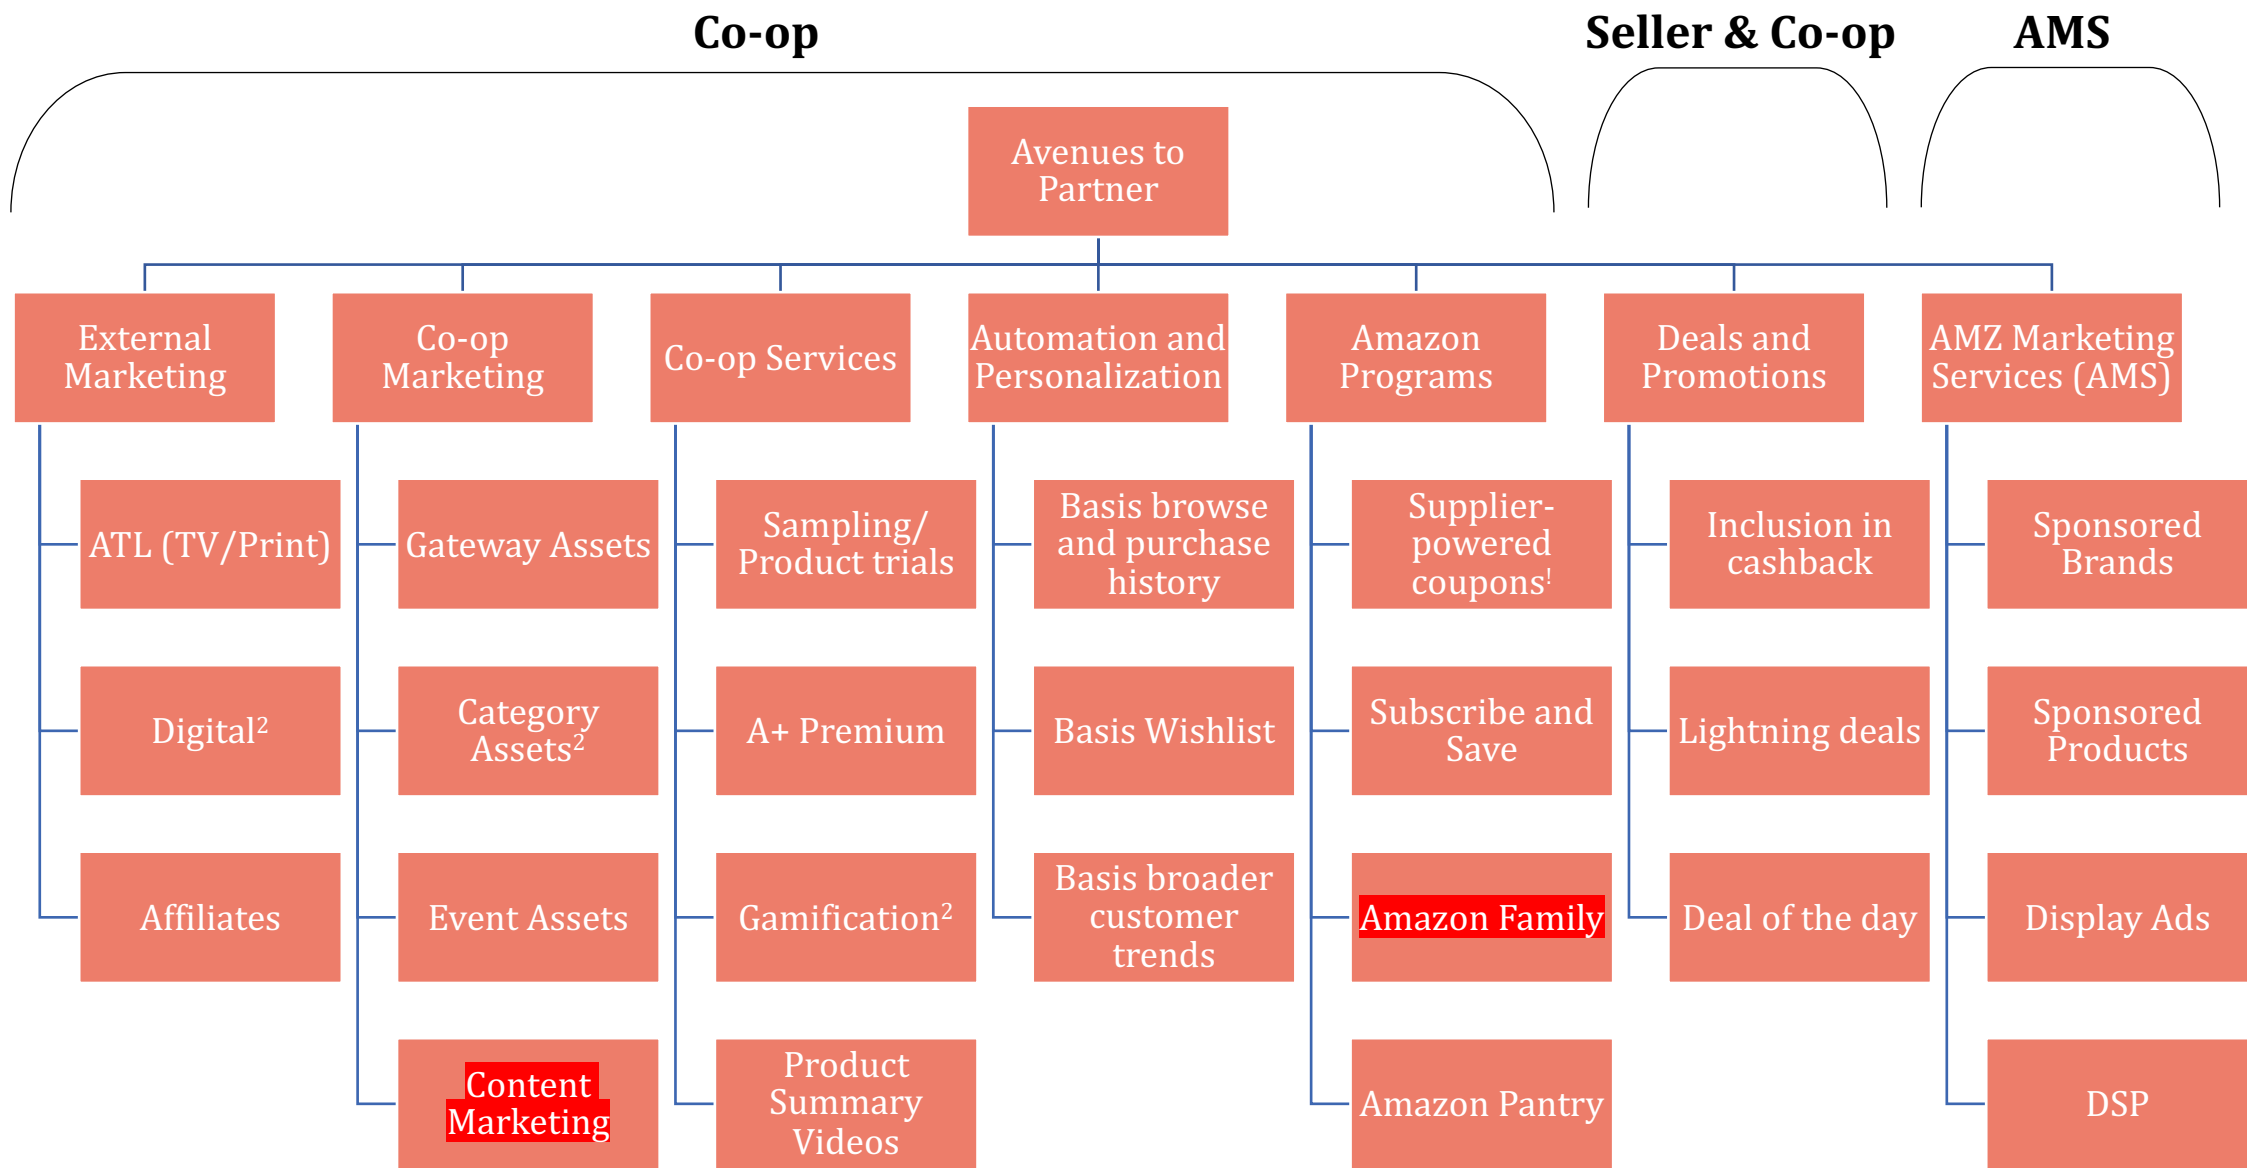 Co-op
Seller & Co-op
AMS
Avenues to
Partner
External
Marketing
Co-op
Marketing
Co-op Services
Automation and
Personalization
Amazon
Programs
Deals and
Promotions
AMZ Marketing
Services (AMS)
ATL (TV/Print)
Gateway Assets
Sampling/
Product trials
Basis browse
and purchase
history
Supplier-
powered
coupons!
Inclusion in
cashback
Sponsored
Brands
Digital2
Category
Assets2
A+ Premium
Basis Wishlist
Subscribe and
Save
Lightning deals
Sponsored
Products
Affiliates
Event Assets
Gamification2
Basis broader
customer
trends
Amazon Family
Deal of the day
Display Ads
Content
Marketing
Product
Summary
Videos
Amazon Pantry
DSP